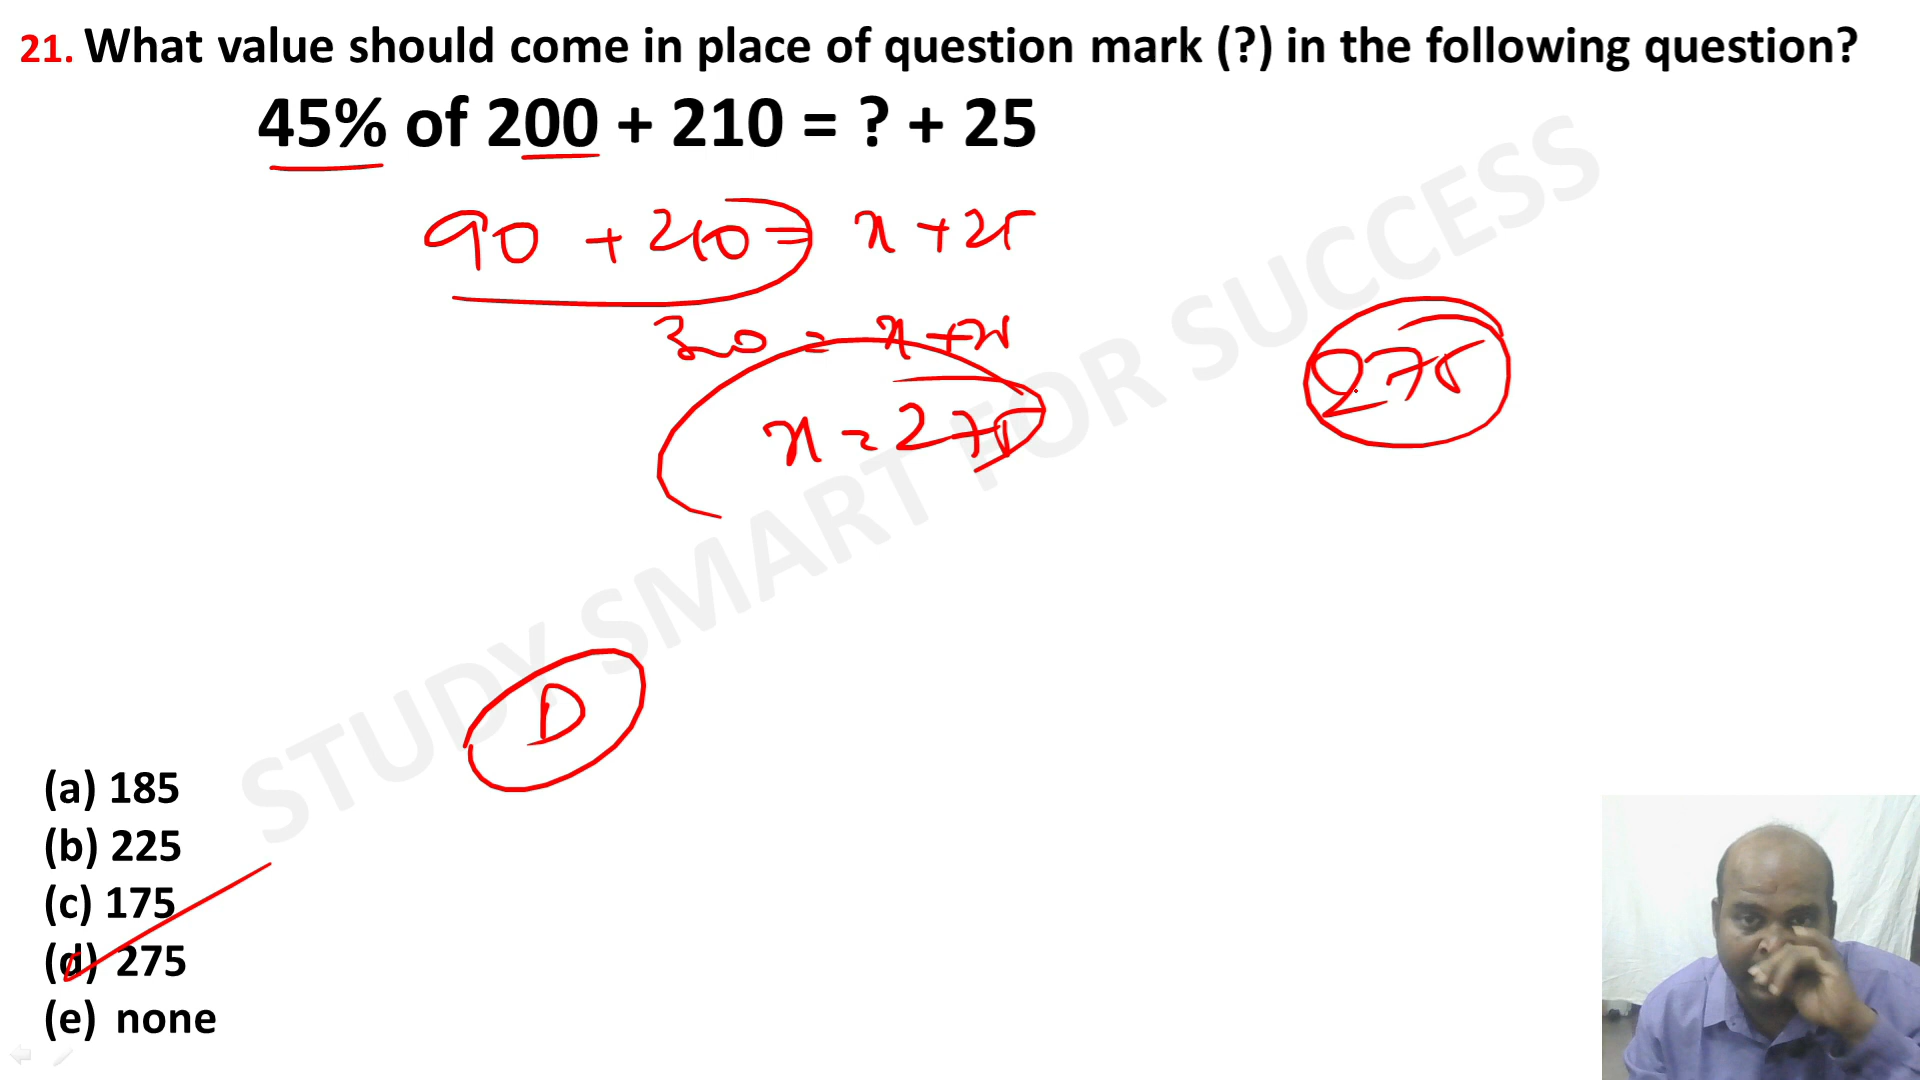 21. What value should come in place of question mark (?) in the following question?
45% of 200 + 210 = ? + 25
90 + 210 = x + 25
300 = x + 25
x = 275
275
STUDY SMART FOR SUCCESS
D
(a) 185
(b) 225
(c) 175
(d) 275
(e) none